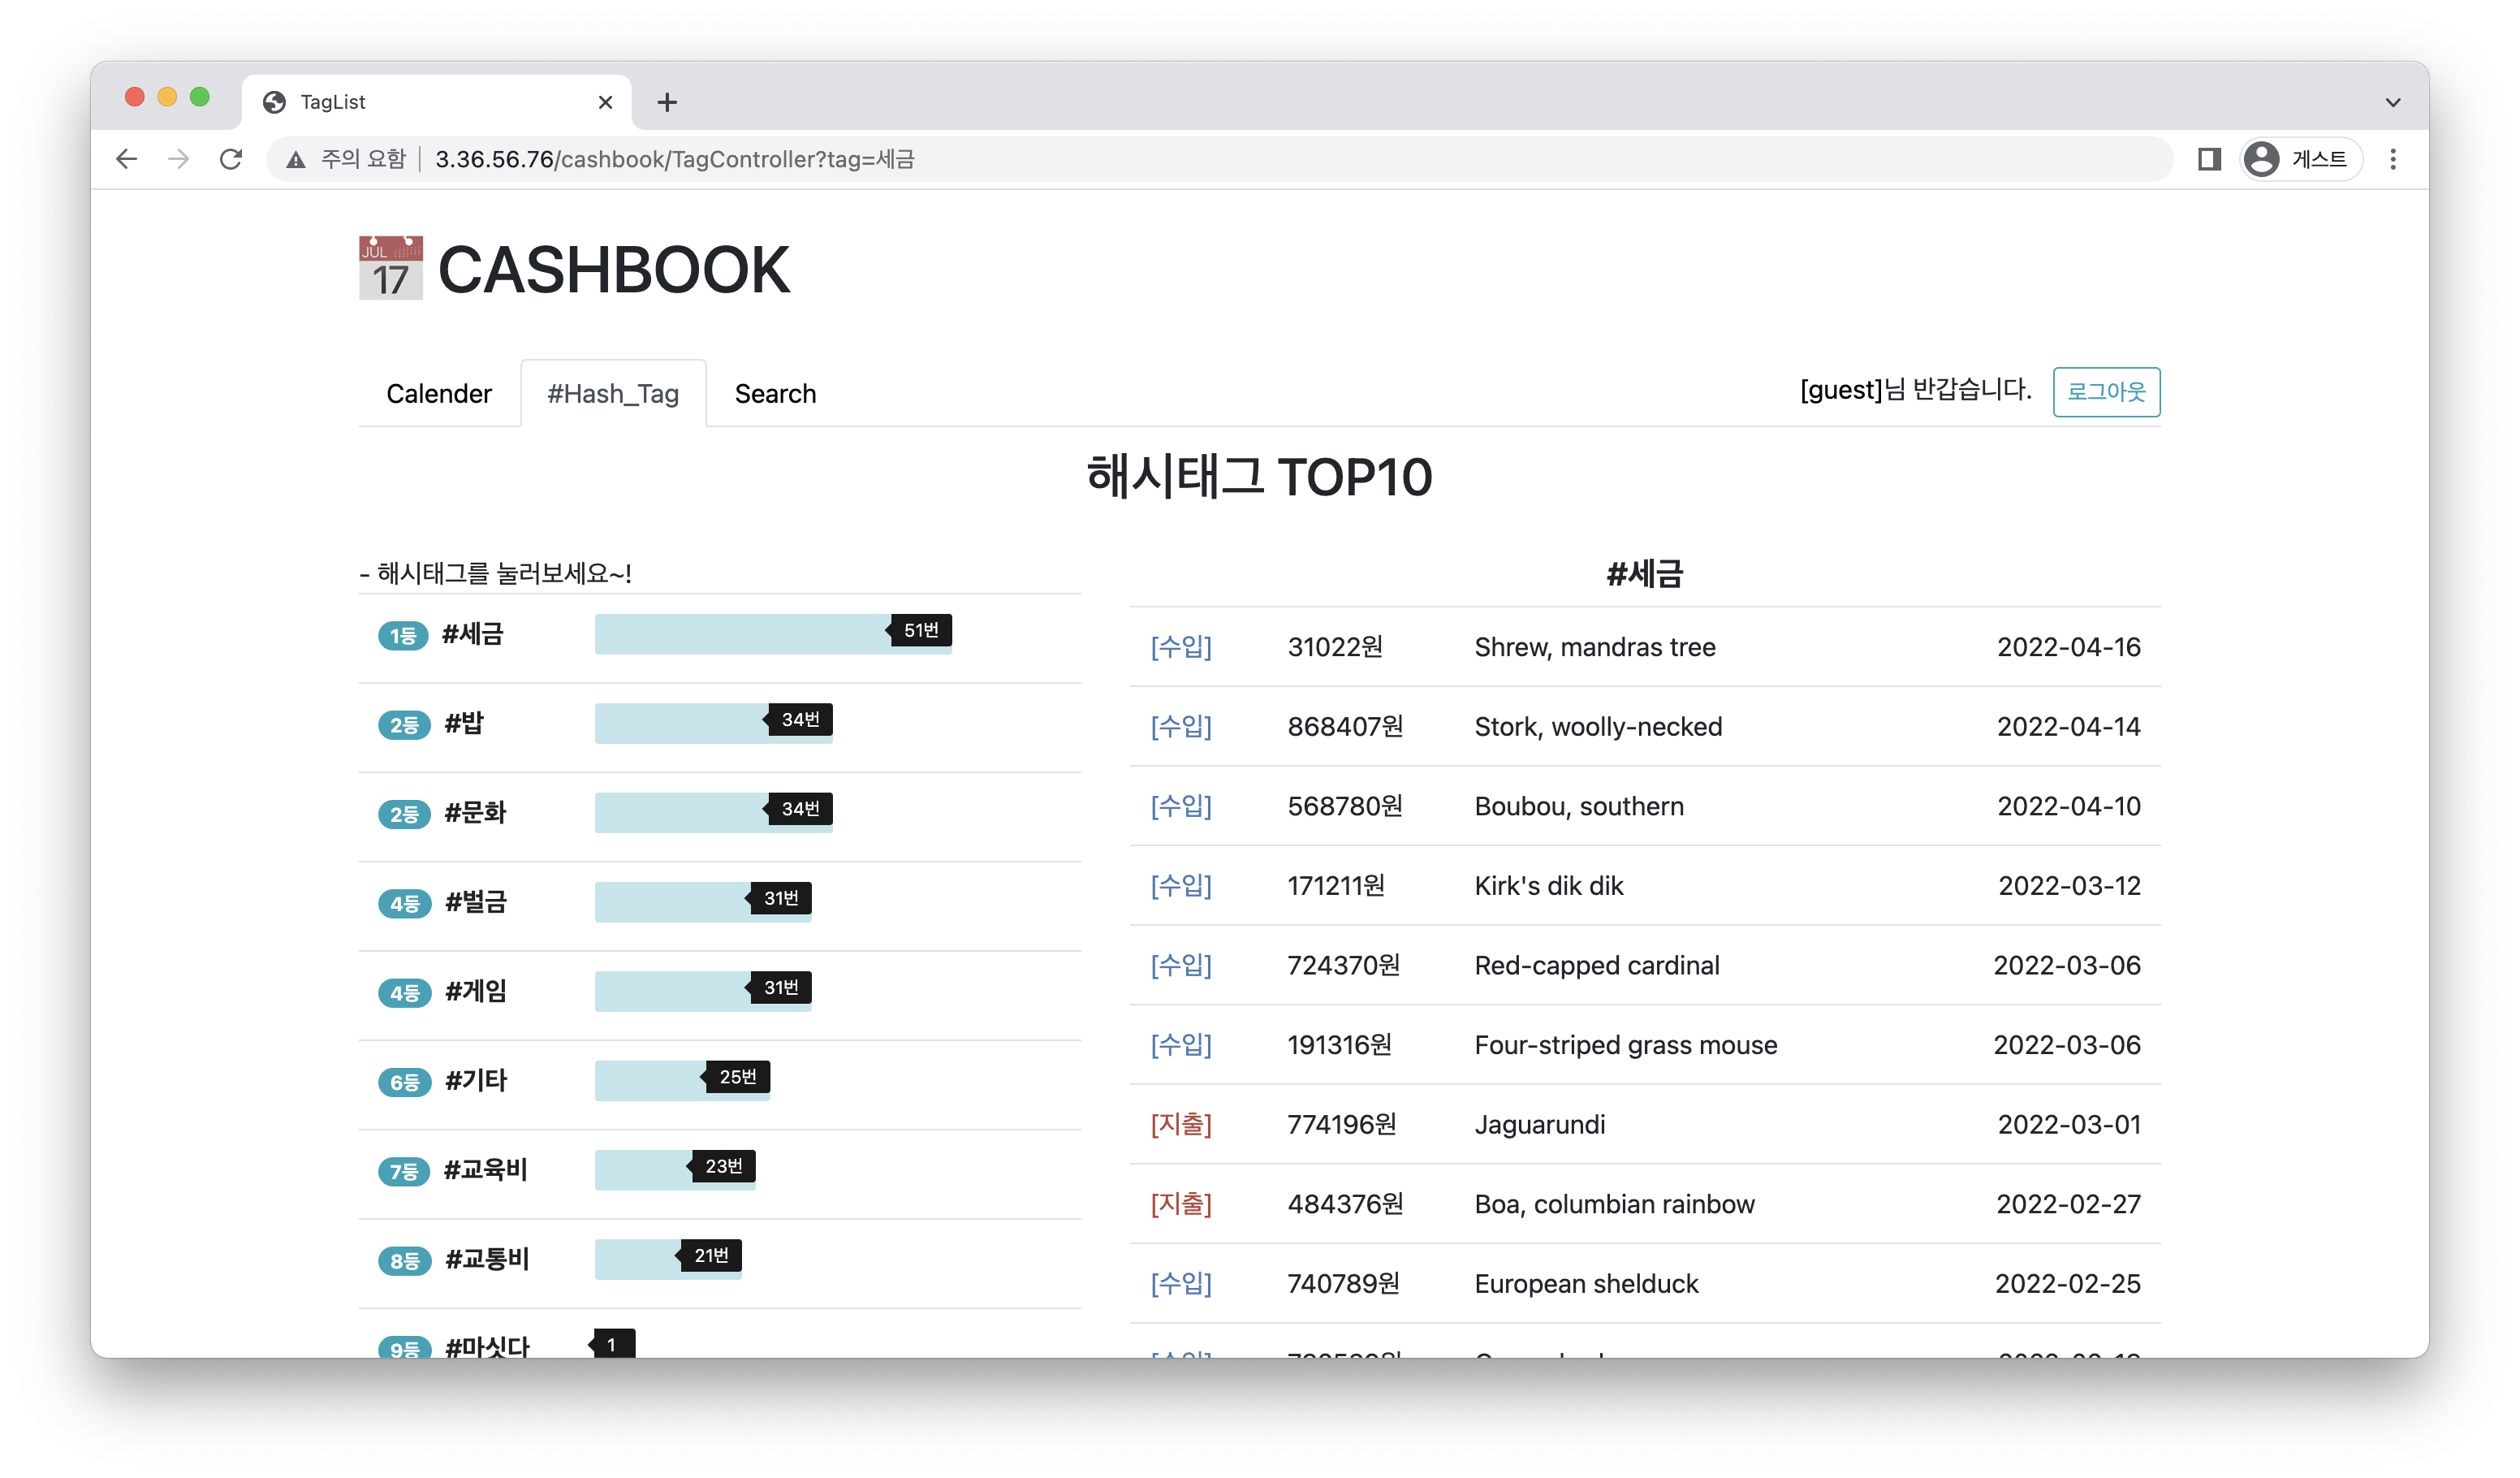 TagList
주의 요함 3.36.56.76/cashbook/TagController?tag=세금
게스트
JUL
17
CASHBOOK
Calender #Hash_Tag Search
[guest]님 반갑습니다. 로그아웃
해시태그 TOP10
- 해시태그를 눌러보세요~!
1등 #세금 51번
2등 #밥 34번
2등 #문화 34번
4등 #벌금 31번
4등 #게임 31번
6등 #기타 25번
7등 #교육비 23번
8등 #교통비 21번
9등 #마싯다 1
#세금
[수입] 31022원 Shrew, mandras tree 2022-04-16
[수입] 868407원 Stork, woolly-necked 2022-04-14
[수입] 568780원 Boubou, southern 2022-04-10
[수입] 171211원 Kirk's dik dik 2022-03-12
[수입] 724370원 Red-capped cardinal 2022-03-06
[수입] 191316원 Four-striped grass mouse 2022-03-06
[지출] 774196원 Jaguarundi 2022-03-01
[지출] 484376원 Boa, columbian rainbow 2022-02-27
[수입] 740789원 European shelduck 2022-02-25